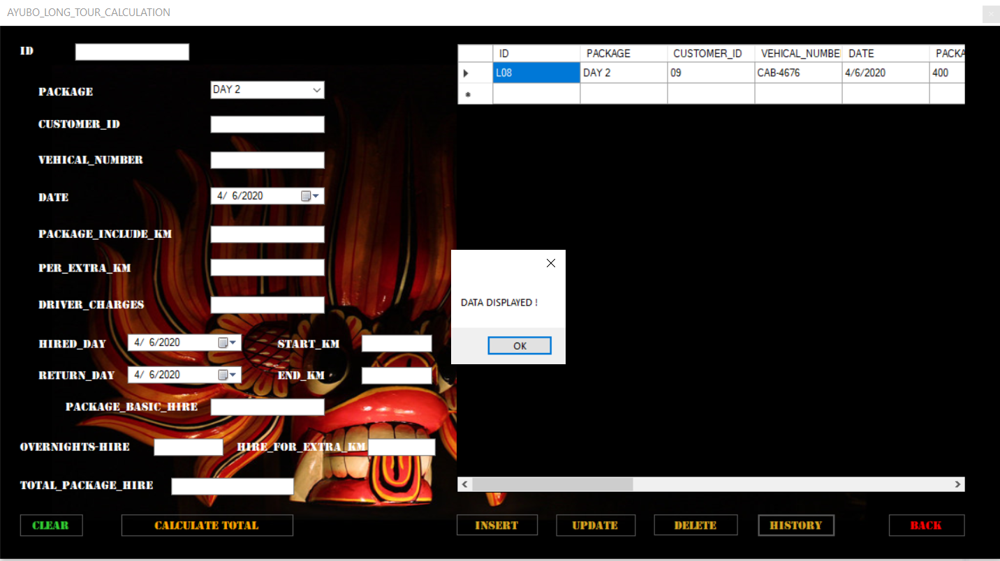 AYUBO_LONG_TOUR_CALCULATION
ID
PACKAGE DAY 2
CUSTOMER_ID
VEHICAL_NUMBER
DATE 4/ 6/2020
PACKAGE_INCLUDE_KM
PER_EXTRA_KM
DRIVER_CHARGES
HIRED_DAY 4/ 6/2020 START_KM
RETURN_DAY 4/ 6/2020 END_KM
PACKAGE_BASIC_HIRE
OVERNIGHTS-HIRE HIRE_FOR_EXTRA_KM
TOTAL_PACKAGE_HIRE
CLEAR CALCULATE TOTAL
ID PACKAGE CUSTOMER_ID VEHICAL_NUMBE DATE PACKA
L08 DAY 2 09 CAB-4676 4/6/2020 400
DATA DISPLAYED !
OK
INSERT UPDATE DELETE HISTORY BACK